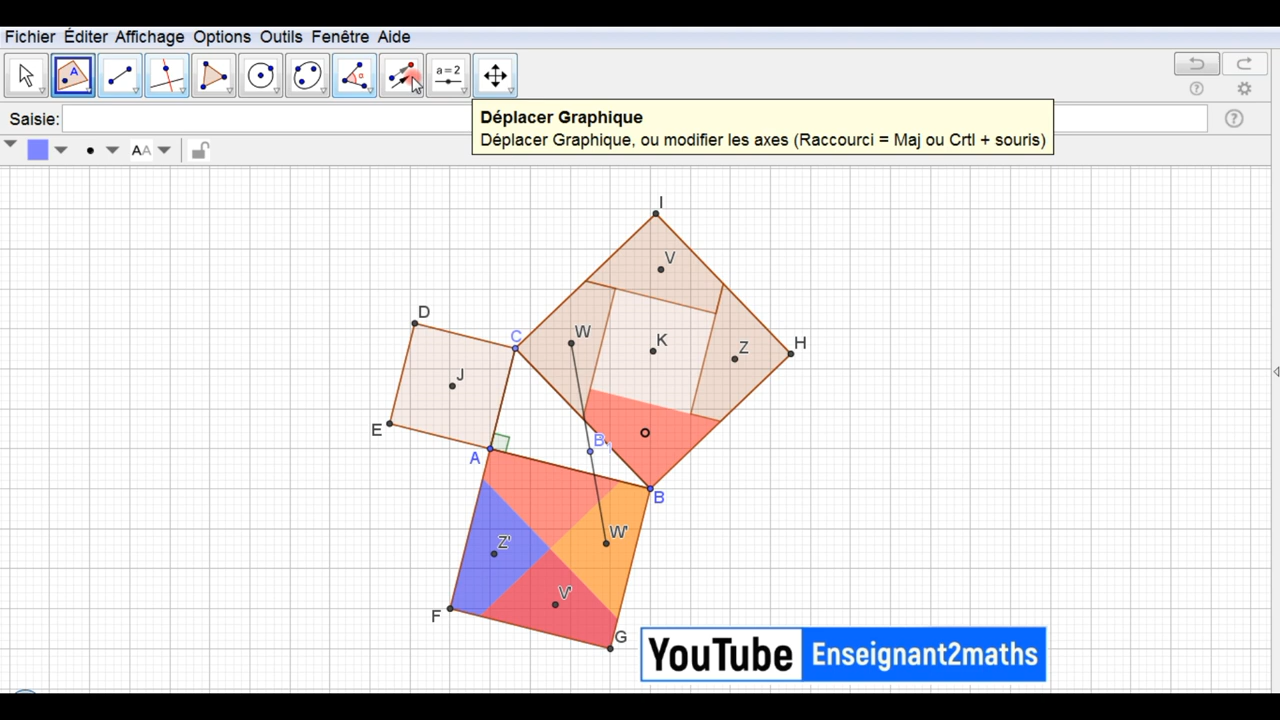 Fichier Éditer Affichage Options Outils Fenêtre Aide
A
a=2
Saisie:
Déplacer Graphique
Déplacer Graphique, ou modifier les axes (Raccourci = Maj ou Crtl + souris)
AA
I
V
D
C
W
K
Z
H
J
E
B₁
A
B
Z'
W'
V'
F
G
YouTube Enseignant2maths